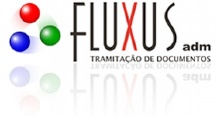 FLUXUS adm
TRAMITAÇÃO DE DOCUMENTOS